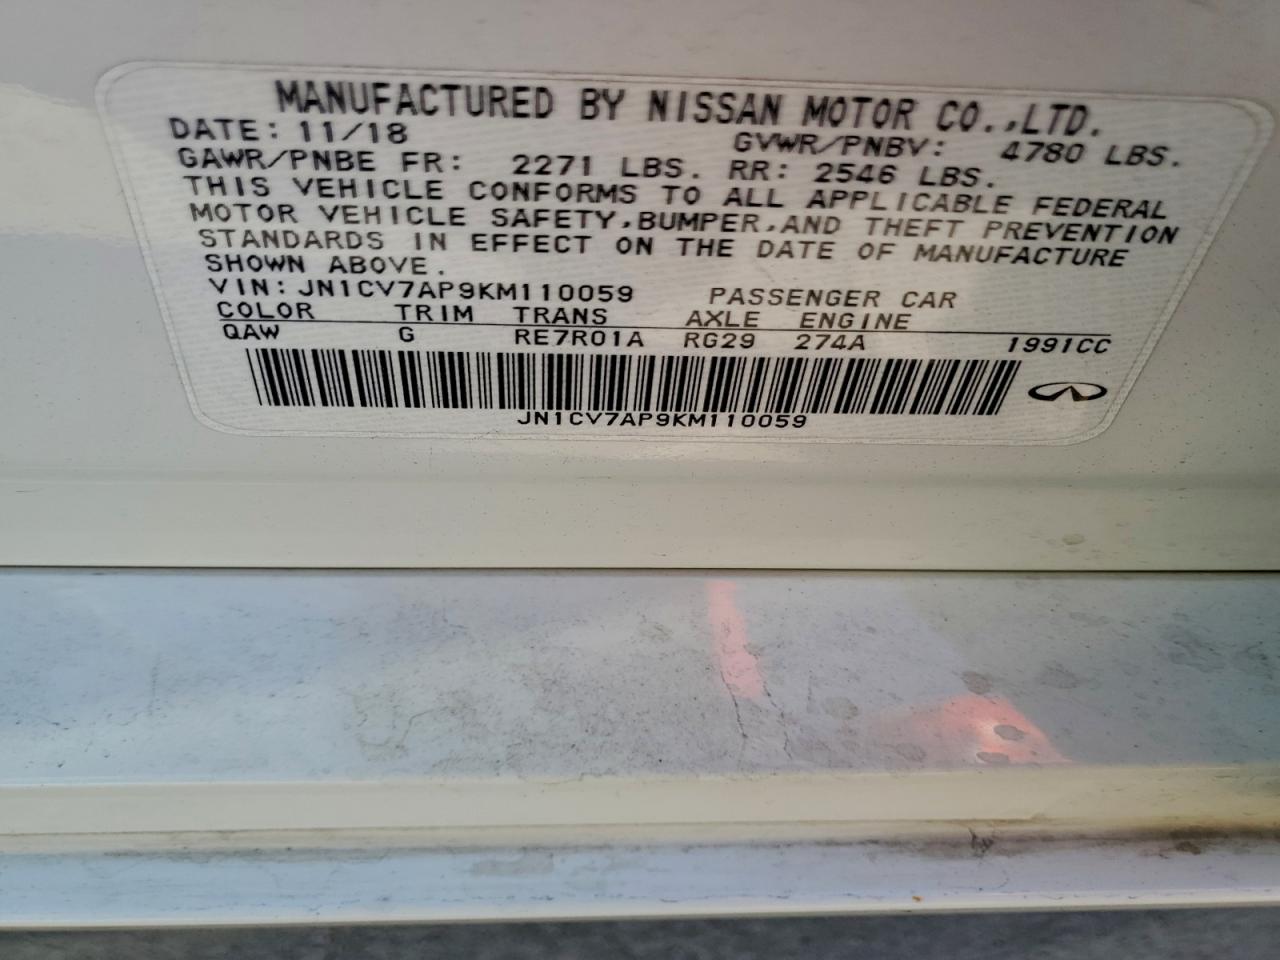 MANUFACTURED BY NISSAN MOTOR CO.,LTD.
DATE: 11/18 GVWR/PNBV: 4780 LBS.
GAWR/PNBE FR: 2271 LBS. RR: 2546 LBS.
THIS VEHICLE CONFORMS TO ALL APPLICABLE FEDERAL
MOTOR VEHICLE SAFETY,BUMPER,AND THEFT PREVENTION
STANDARDS IN EFFECT ON THE DATE OF MANUFACTURE
SHOWN ABOVE.
VIN: JN1CV7AP9KM110059 PASSENGER CAR
COLOR TRIM TRANS AXLE ENGINE
QAW G RE7R01A RG29 274A 1991CC
JN1CV7AP9KM110059